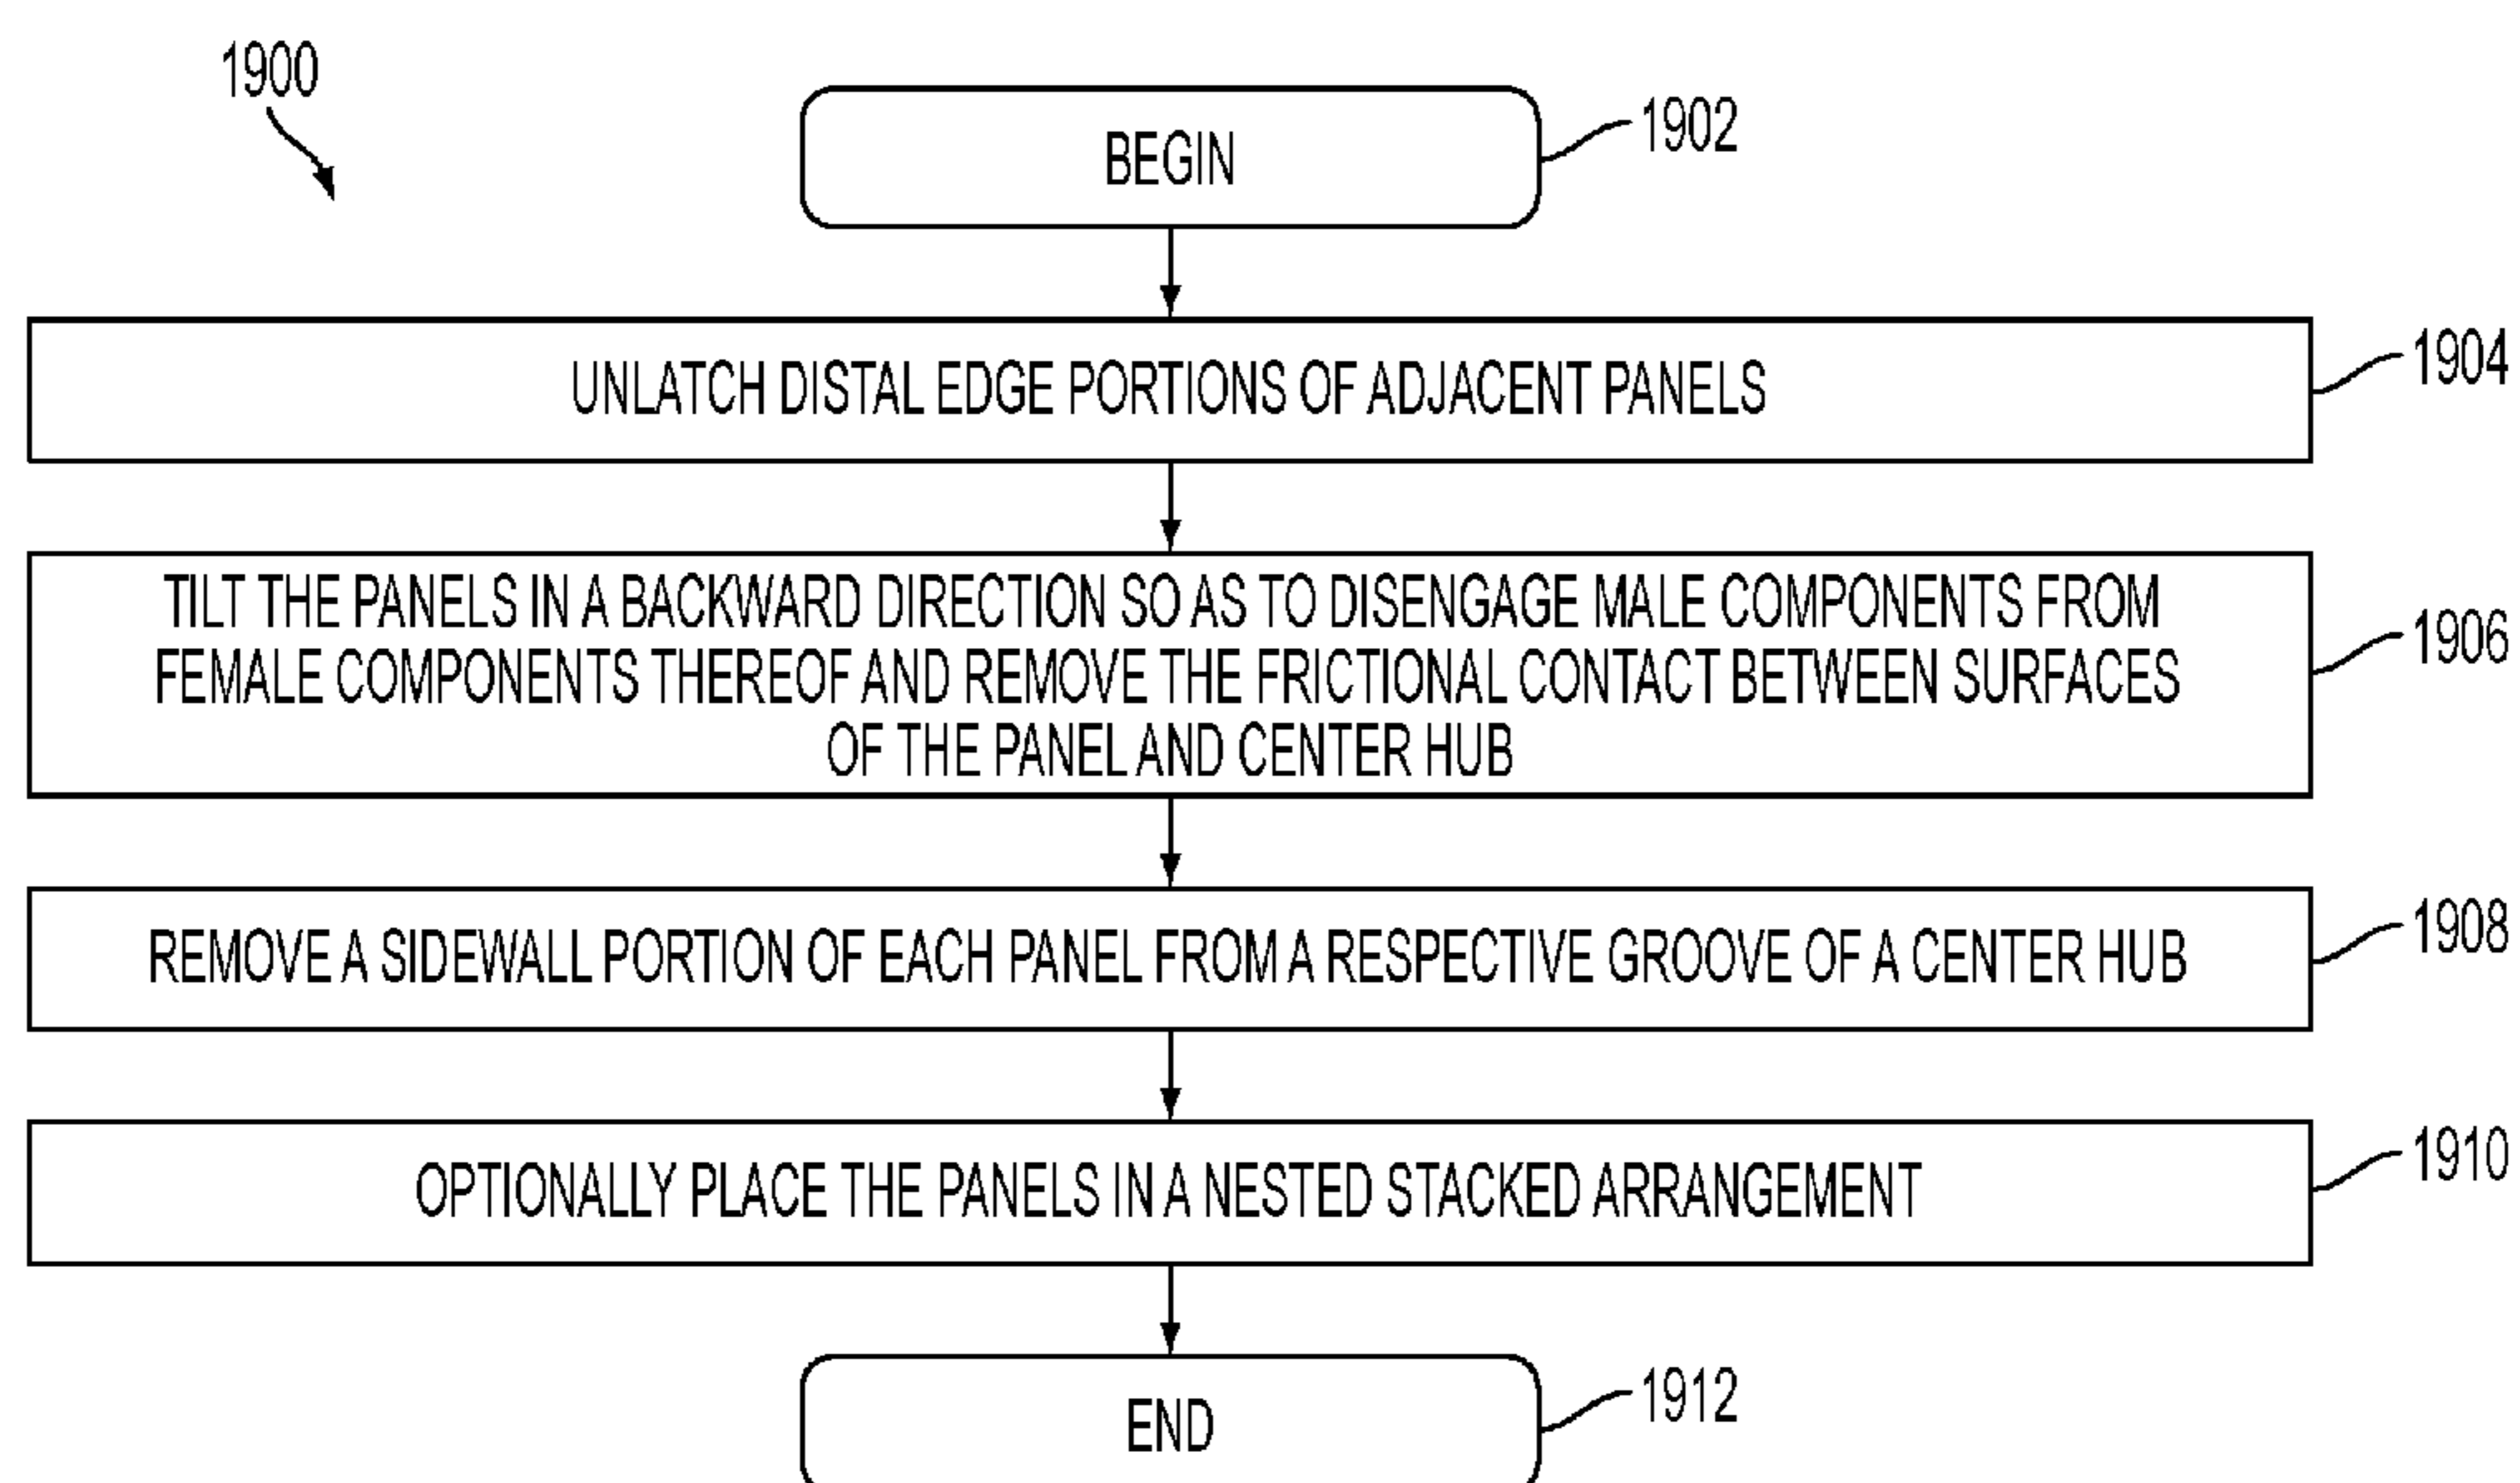 1900
BEGIN
1902
UNLATCH DISTAL EDGE PORTIONS OF ADJACENT PANELS
1904
TILT THE PANELS IN A BACKWARD DIRECTION SO AS TO DISENGAGE MALE COMPONENTS FROM
FEMALE COMPONENTS THEREOF AND REMOVE THE FRICTIONAL CONTACT BETWEEN SURFACES
OF THE PANEL AND CENTER HUB
1906
REMOVE A SIDEWALL PORTION OF EACH PANEL FROM A RESPECTIVE GROOVE OF A CENTER HUB
1908
OPTIONALLY PLACE THE PANELS IN A NESTED STACKED ARRANGEMENT
1910
END
1912